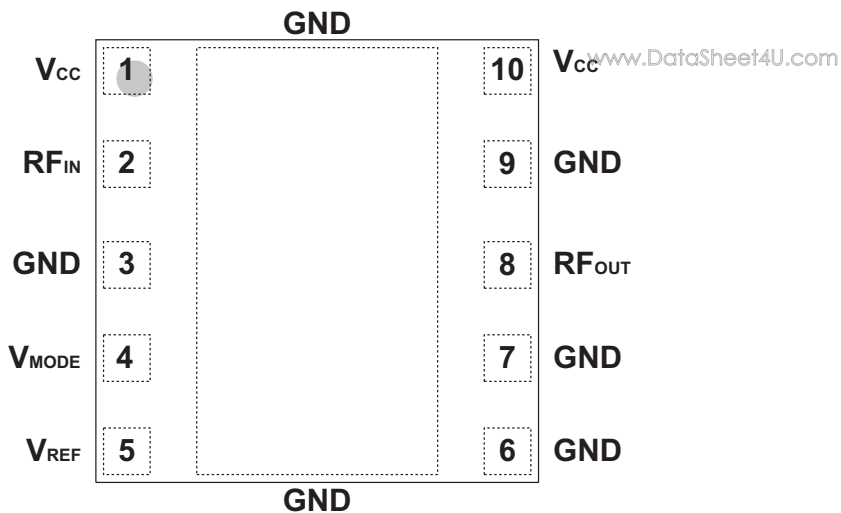 GND
VCC 1 10 VCC www.DataSheet4U.com
RFIN 2 9 GND
GND 3 8 RFOUT
VMODE 4 7 GND
VREF 5 6 GND
GND